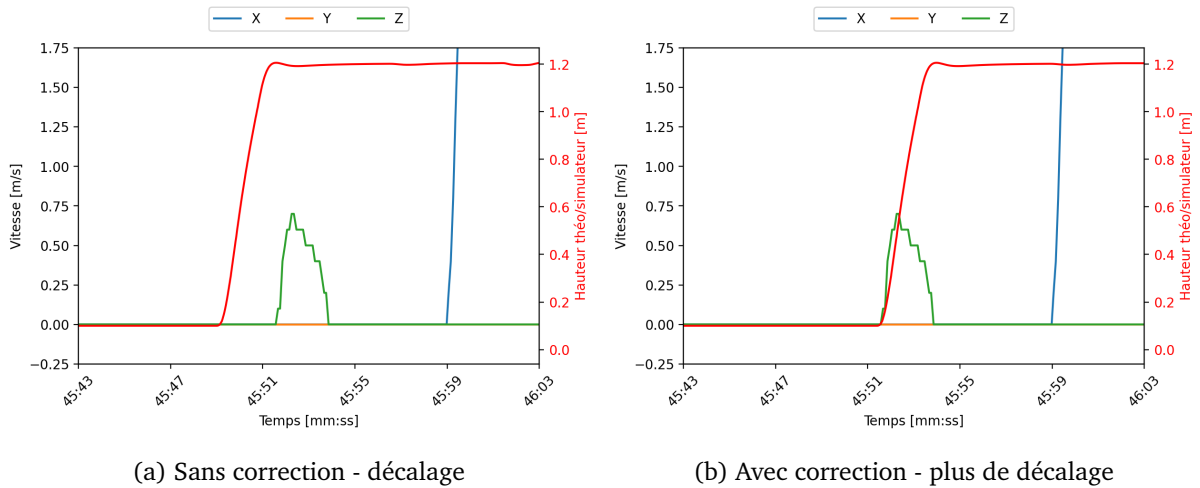 X Y Z
1.75
1.50
1.25
1.00
0.75
0.50
0.25
0.00
−0.25
Vitesse [m/s]
1.2
1.0
0.8
0.6
0.4
0.2
0.0
Hauteur théo/simulateur [m]
45:43 45:47 45:51 45:55 45:59 46:03
Temps [mm:ss]
(a) Sans correction - décalage
X Y Z
1.75
1.50
1.25
1.00
0.75
0.50
0.25
0.00
−0.25
Vitesse [m/s]
1.2
1.0
0.8
0.6
0.4
0.2
0.0
Hauteur théo/simulateur [m]
45:43 45:47 45:51 45:55 45:59 46:03
Temps [mm:ss]
(b) Avec correction - plus de décalage